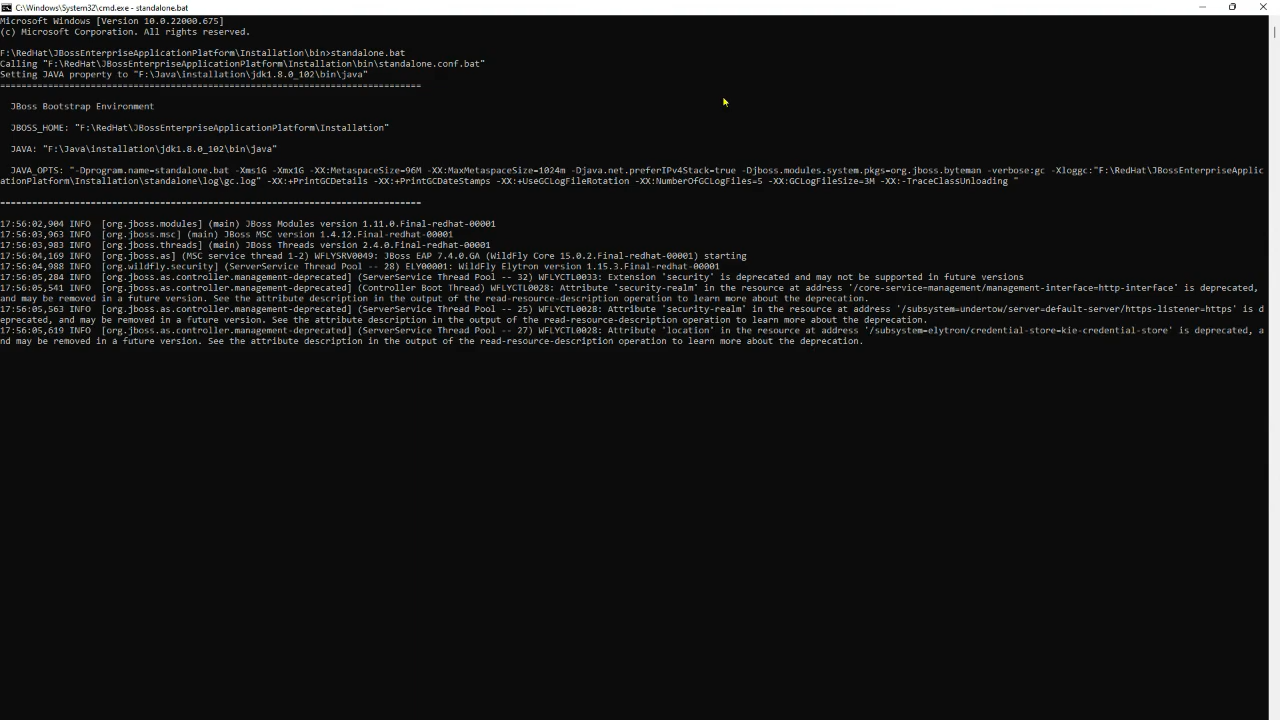 C:\Windows\System32\cmd.exe - standalone.bat
Microsoft Windows [Version 10.0.22000.675]
(c) Microsoft Corporation. All rights reserved.
F:\RedHat\JBossEnterpriseApplicationPlatform\Installation\bin>standalone.bat
Calling "F:\RedHat\JBossEnterpriseApplicationPlatform\Installation\bin\standalone.conf.bat"
Setting JAVA property to "F:\Java\installation\jdk1.8.0_102\bin\java"
===============================================================================
JBoss Bootstrap Environment
JBOSS_HOME: "F:\RedHat\JBossEnterpriseApplicationPlatform\Installation"
JAVA: "F:\Java\installation\jdk1.8.0_102\bin\java"
JAVA_OPTS: "-Dprogram.name=standalone.bat -Xms1G -Xmx1G -XX:MetaspaceSize=96M -XX:MaxMetaspaceSize=1024m -Djava.net.preferIPv4Stack=true -Djboss.modules.system.pkgs=org.jboss.byteman -verbose:gc -Xloggc:"F:\RedHat\JBossEnterpriseApplic
ationPlatform\Installation\standalone\log\gc.log" -XX:+PrintGCDetails -XX:+PrintGCDateStamps -XX:+UseGCLogFileRotation -XX:NumberOfGCLogFiles=5 -XX:GCLogFileSize=3M -XX:-TraceClassUnloading "
===============================================================================
17:56:02,904 INFO  [org.jboss.modules] (main) JBoss Modules version 1.11.0.Final-redhat-00001
17:56:03,963 INFO  [org.jboss.msc] (main) JBoss MSC version 1.4.12.Final-redhat-00001
17:56:03,983 INFO  [org.jboss.threads] (main) JBoss Threads version 2.4.0.Final-redhat-00001
17:56:04,169 INFO  [org.jboss.as] (MSC service thread 1-2) WFLYSRV0049: JBoss EAP 7.4.0.GA (WildFly Core 15.0.2.Final-redhat-00001) starting
17:56:04,988 INFO  [org.wildfly.security] (ServerService Thread Pool -- 28) ELY00001: WildFly Elytron version 1.15.3.Final-redhat-00001
17:56:05,284 INFO  [org.jboss.as.controller.management-deprecated] (ServerService Thread Pool -- 32) WFLYCTL0033: Extension 'security' is deprecated and may not be supported in future versions
17:56:05,541 INFO  [org.jboss.as.controller.management-deprecated] (Controller Boot Thread) WFLYCTL0028: Attribute 'security-realm' in the resource at address '/core-service=management/management-interface=http-interface' is deprecated,
and may be removed in a future version. See the attribute description in the output of the read-resource-description operation to learn more about the deprecation.
17:56:05,563 INFO  [org.jboss.as.controller.management-deprecated] (ServerService Thread Pool -- 25) WFLYCTL0028: Attribute 'security-realm' in the resource at address '/subsystem=undertow/server=default-server/https-listener=https' is d
eprecated, and may be removed in a future version. See the attribute description in the output of the read-resource-description operation to learn more about the deprecation.
17:56:05,619 INFO  [org.jboss.as.controller.management-deprecated] (ServerService Thread Pool -- 27) WFLYCTL0028: Attribute 'location' in the resource at address '/subsystem=elytron/credential-store=kie-credential-store' is deprecated, a
nd may be removed in a future version. See the attribute description in the output of the read-resource-description operation to learn more about the deprecation.